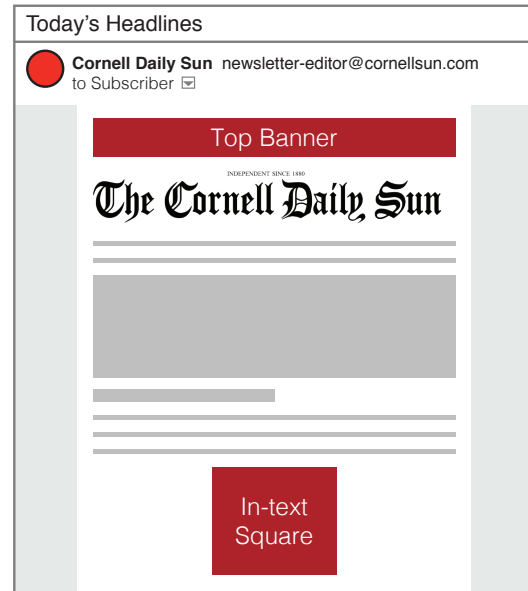 Today's Headlines
Cornell Daily Sun newsletter-editor@cornellsun.com
to Subscriber
Top Banner
INDEPENDENT SINCE 1880
The Cornell Daily Sun
In-text
Square